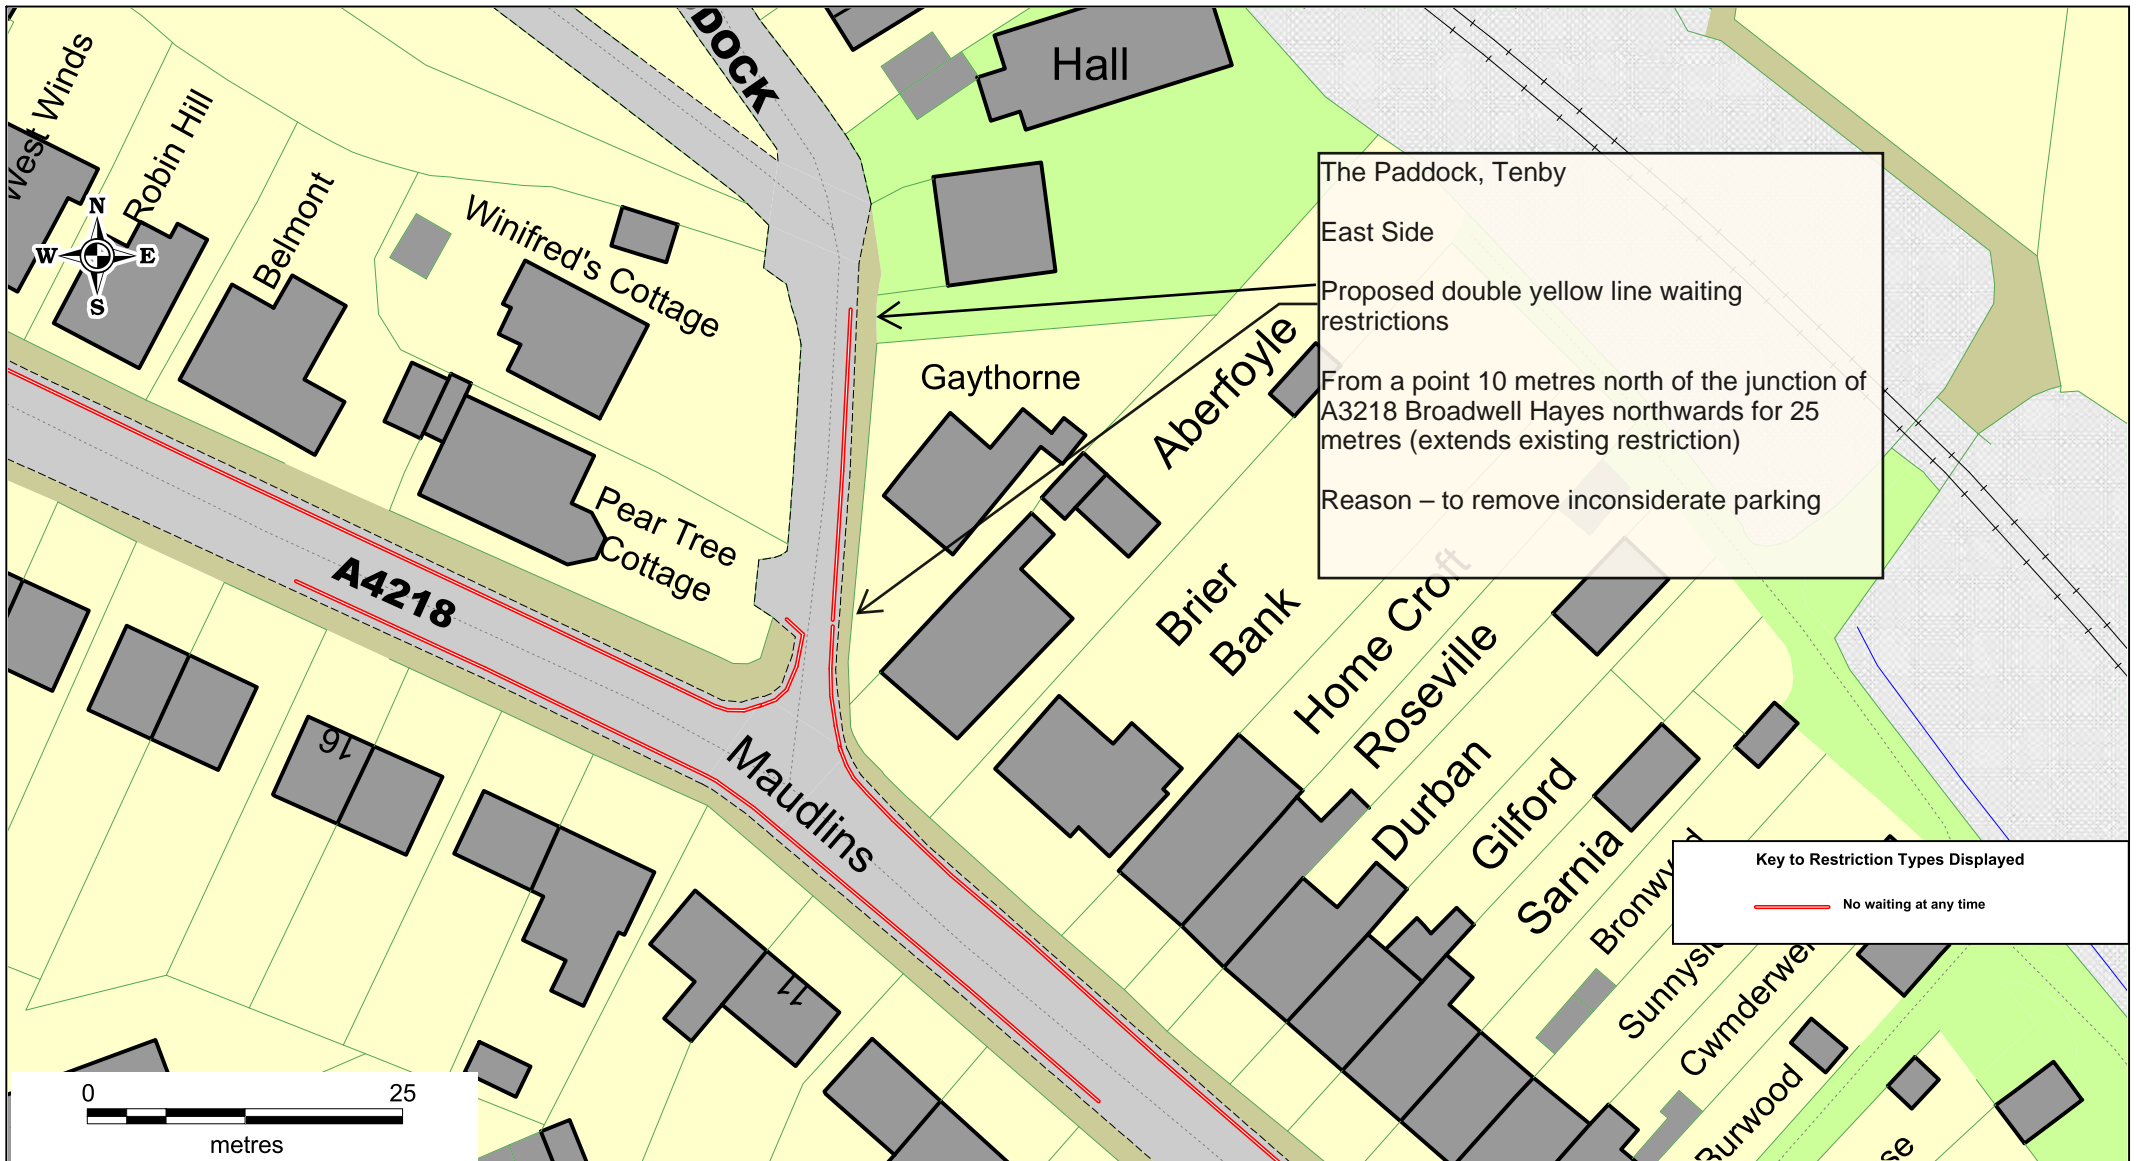 DOCK
Hall
West Winds
Robin Hill
Belmont
Winifred's Cottage
N
W
E
S
The Paddock, Tenby
East Side
Proposed double yellow line waiting
restrictions
From a point 10 metres north of the junction of
A3218 Broadwell Hayes northwards for 25
metres (extends existing restriction)
Reason – to remove inconsiderate parking
Gaythorne
Aberfoyle
Pear Tree
Cottage
A4218
Brier
Bank
Home Croft
Roseville
Durban
Gilford
Sarnia
Maudlins
16
11
Key to Restriction Types Displayed
No waiting at any time
Cwmderwen
Burwood
0 25
metres